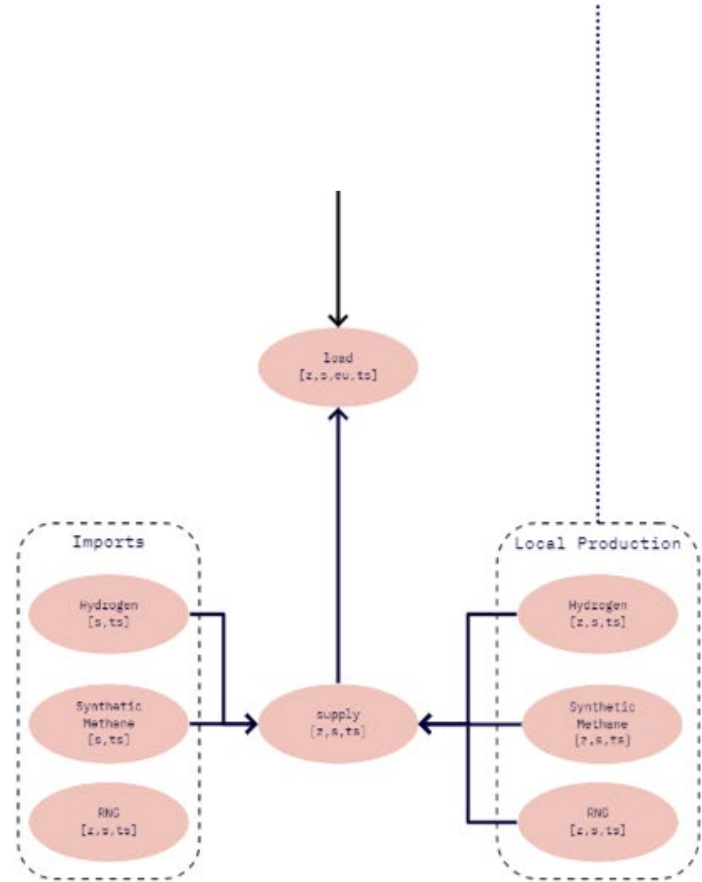 load
[z,s,eu,ts]
Imports
Hydrogen
[s,ts]
Synthetic
Methane
[s,ts]
RNG
[z,s,ts]
supply
[z,s,ts]
Local Production
Hydrogen
[z,s,ts]
Synthetic
Methane
[z,s,ts]
RNG
[z,s,ts]